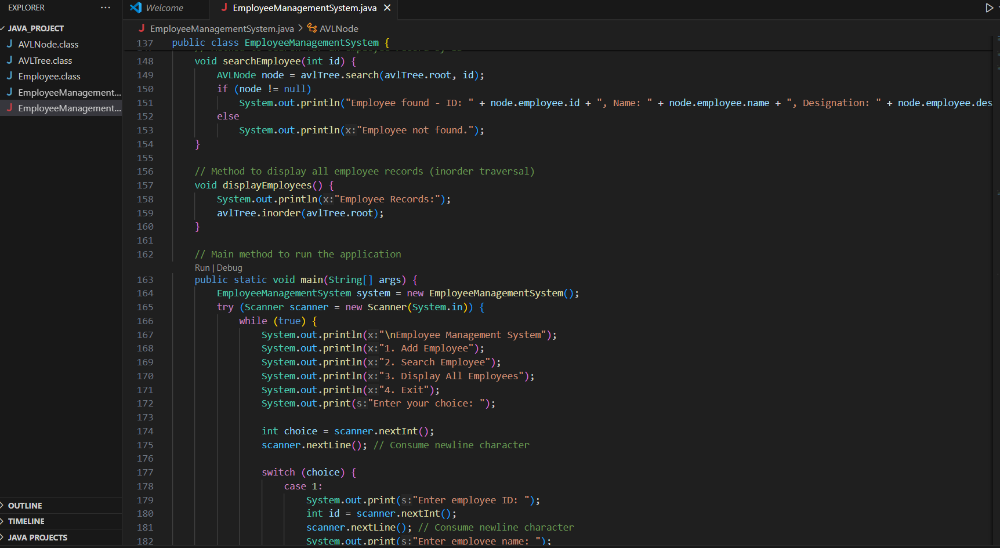 EXPLORER ...
JAVA_PROJECT
AVLNode.class
AVLTree.class
Employee.class
EmployeeManagement...
EmployeeManagement...
OUTLINE
TIMELINE
JAVA PROJECTS
Welcome
EmployeeManagementSystem.java
EmployeeManagementSystem.java > AVLNode
137 public class EmployeeManagementSystem {
148 void searchEmployee(int id) {
149 AVLNode node = avlTree.search(avlTree.root, id);
150 if (node != null)
151 System.out.println("Employee found - ID: " + node.employee.id + ", Name: " + node.employee.name + ", Designation: " + node.employee.des
152 else
153 System.out.println(x:"Employee not found.");
154 }
155
156 // Method to display all employee records (inorder traversal)
157 void displayEmployees() {
158 System.out.println(x:"Employee Records:");
159 avlTree.inorder(avlTree.root);
160 }
161
162 // Main method to run the application
Run | Debug
163 public static void main(String[] args) {
164 EmployeeManagementSystem system = new EmployeeManagementSystem();
165 try (Scanner scanner = new Scanner(System.in)) {
166 while (true) {
167 System.out.println(x:"\nEmployee Management System");
168 System.out.println(x:"1. Add Employee");
169 System.out.println(x:"2. Search Employee");
170 System.out.println(x:"3. Display All Employees");
171 System.out.println(x:"4. Exit");
172 System.out.print(s:"Enter your choice: ");
173
174 int choice = scanner.nextInt();
175 scanner.nextLine(); // Consume newline character
176
177 switch (choice) {
178 case 1:
179 System.out.print(s:"Enter employee ID: ");
180 int id = scanner.nextInt();
181 scanner.nextLine(); // Consume newline character
182 System.out.print(s:"Enter employee name: ");